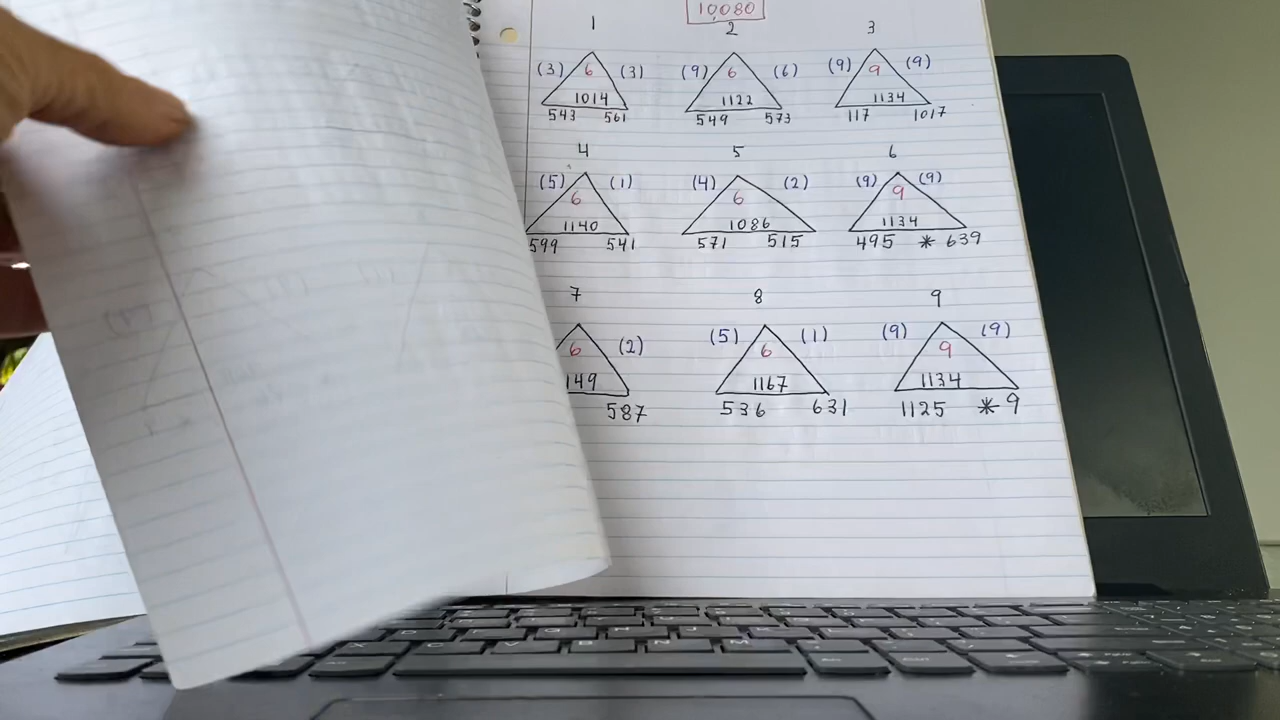 10,080
1 2 3
(3) 6 (3) (9) 6 (6) (9) 9 (9)
1014 1122 1134
543 561 549 573 117 1017
4 5 6
(5) 6 (1) (4) 6 (2) (9) 9 (9)
1140 1086 1134
599 541 571 515 495 * 639
7 8 9
6 (2) (5) 6 (1) (9) 9 (9)
149 1167 1134
587 536 631 1125 * 9